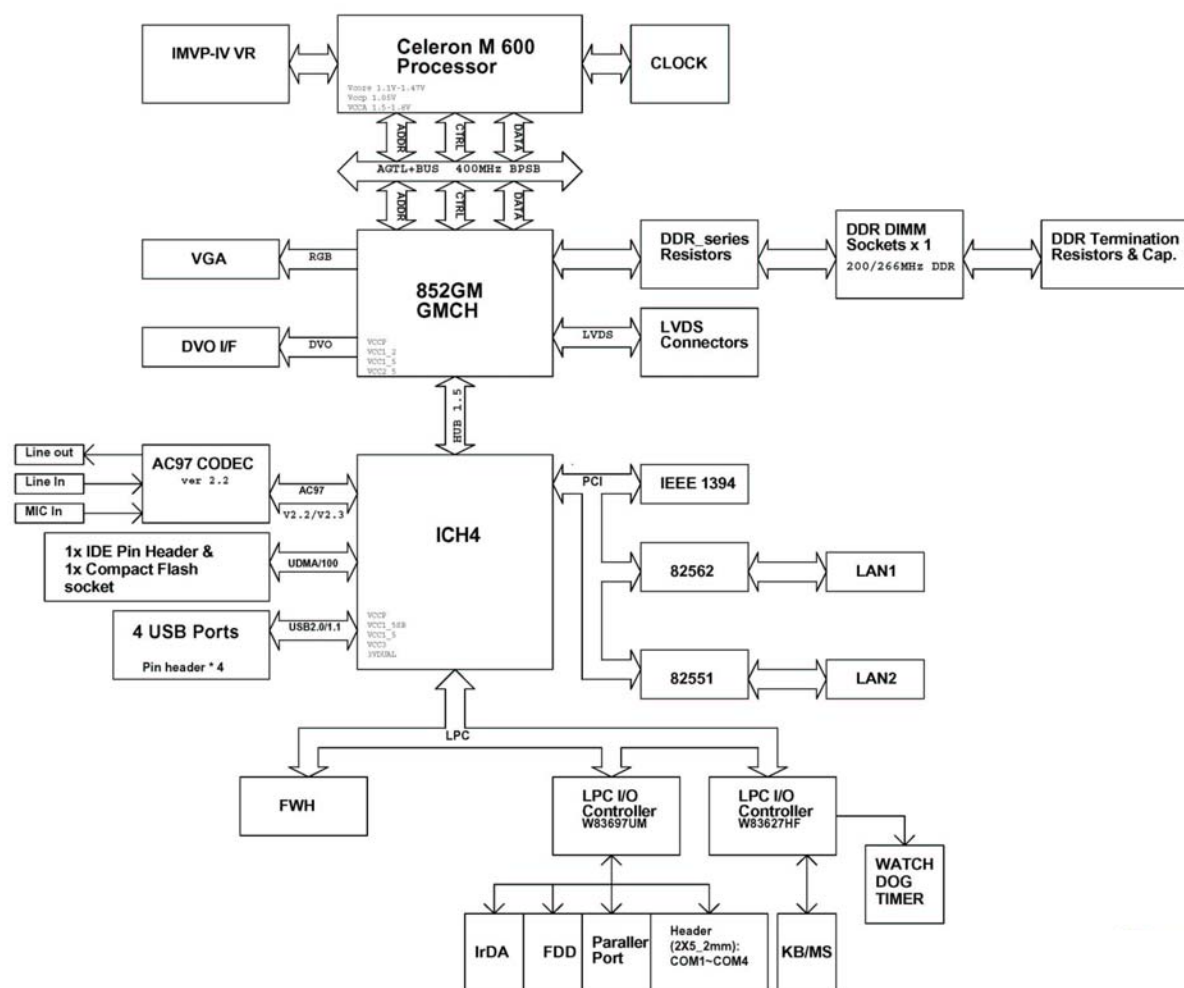 IMVP-IV VR
Celeron M 600
Processor
Vcore 1.1V-1.47V
Vccp 1.05V
VCCA 1.5-1.8V
CLOCK
ADDR
CTRL
DATA
AGTL+BUS 400MHz BPSB
ADDR
CTRL
DATA
VGA
RGB
852GM
GMCH
DDR_series
Resistors
DDR DIMM
Sockets x 1
200/266MHz DDR
DDR Termination
Resistors & Cap.
DVO I/F
DVO
VCCP
VCC1_2
VCC1_5
VCC2_5
LVDS
LVDS
Connectors
HUB 1.5
Line out
Line In
MIC In
AC97 CODEC
ver 2.2
AC97
V2.2/V2.3
ICH4
PCI
IEEE 1394
1x IDE Pin Header &
1x Compact Flash
socket
UDMA/100
82562
LAN1
4 USB Ports
Pin header * 4
USB2.0/1.1
VCCP
VCC1_5SB
VCC1_5
VCC3
3VDUAL
82551
LAN2
LPC
FWH
LPC I/O
Controller
W83697UM
LPC I/O
Controller
W83627HF
WATCH
DOG
TIMER
IrDA
FDD
Paraller
Port
Header
(2X5_2mm):
COM1~COM4
KB/MS